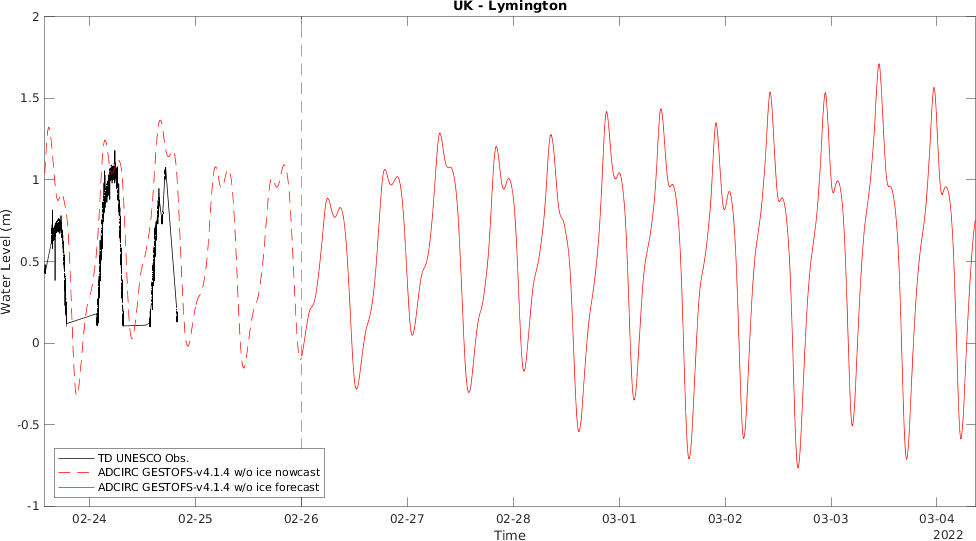 UK - Lymington
2
1.5
1
0.5
0
-0.5
-1
Water Level (m)
TD UNESCO Obs.
ADCIRC GESTOFS-v4.1.4 w/o ice nowcast
ADCIRC GESTOFS-v4.1.4 w/o ice forecast
02-24 02-25 02-26 02-27 02-28 03-01 03-02 03-03 03-04
Time
2022